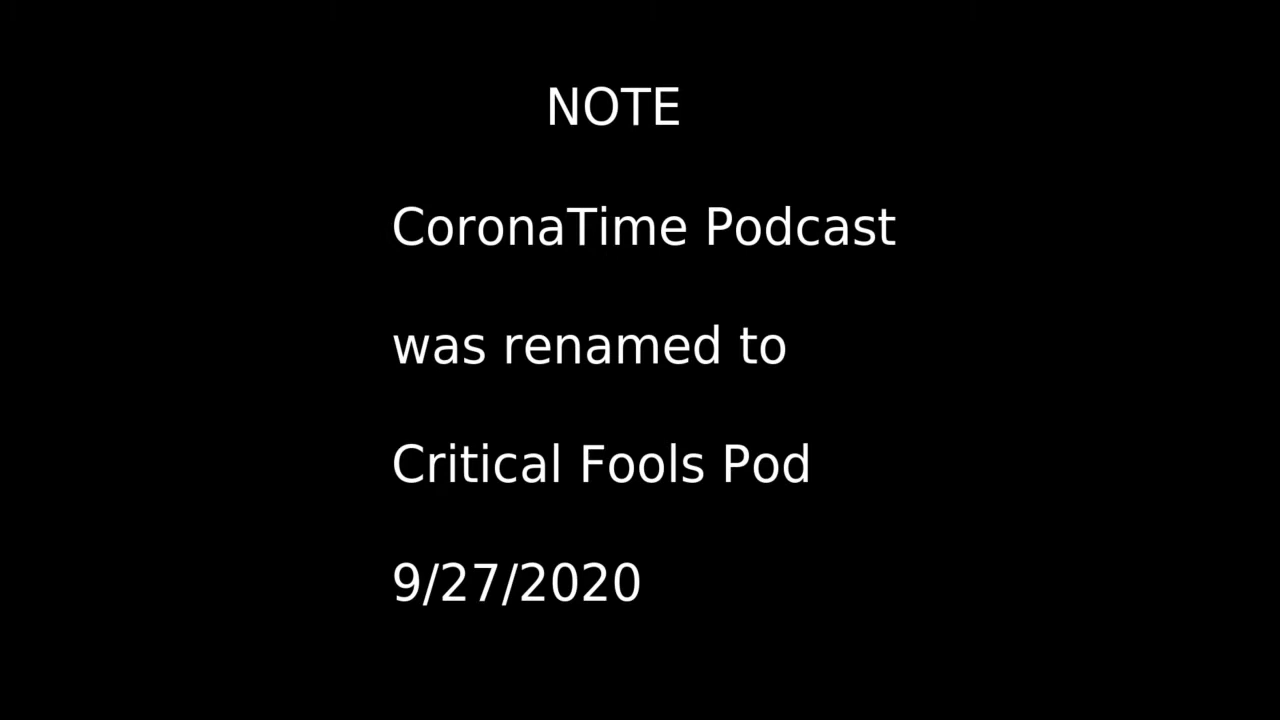 NOTE
CoronaTime Podcast
was renamed to
Critical Fools Pod
9/27/2020